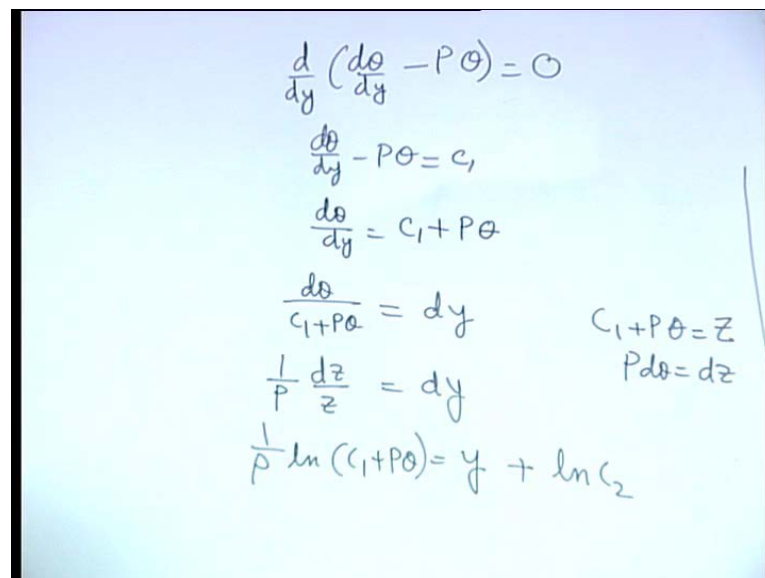 d/dy (dθ/dy − Pθ) = 0
dθ/dy − Pθ = C₁
dθ/dy = C₁ + Pθ
dθ/(C₁+Pθ) = dy
C₁ + Pθ = Z
Pdθ = dz
1/P dz/z = dy
1/P ln (C₁+Pθ) = y + ln C₂